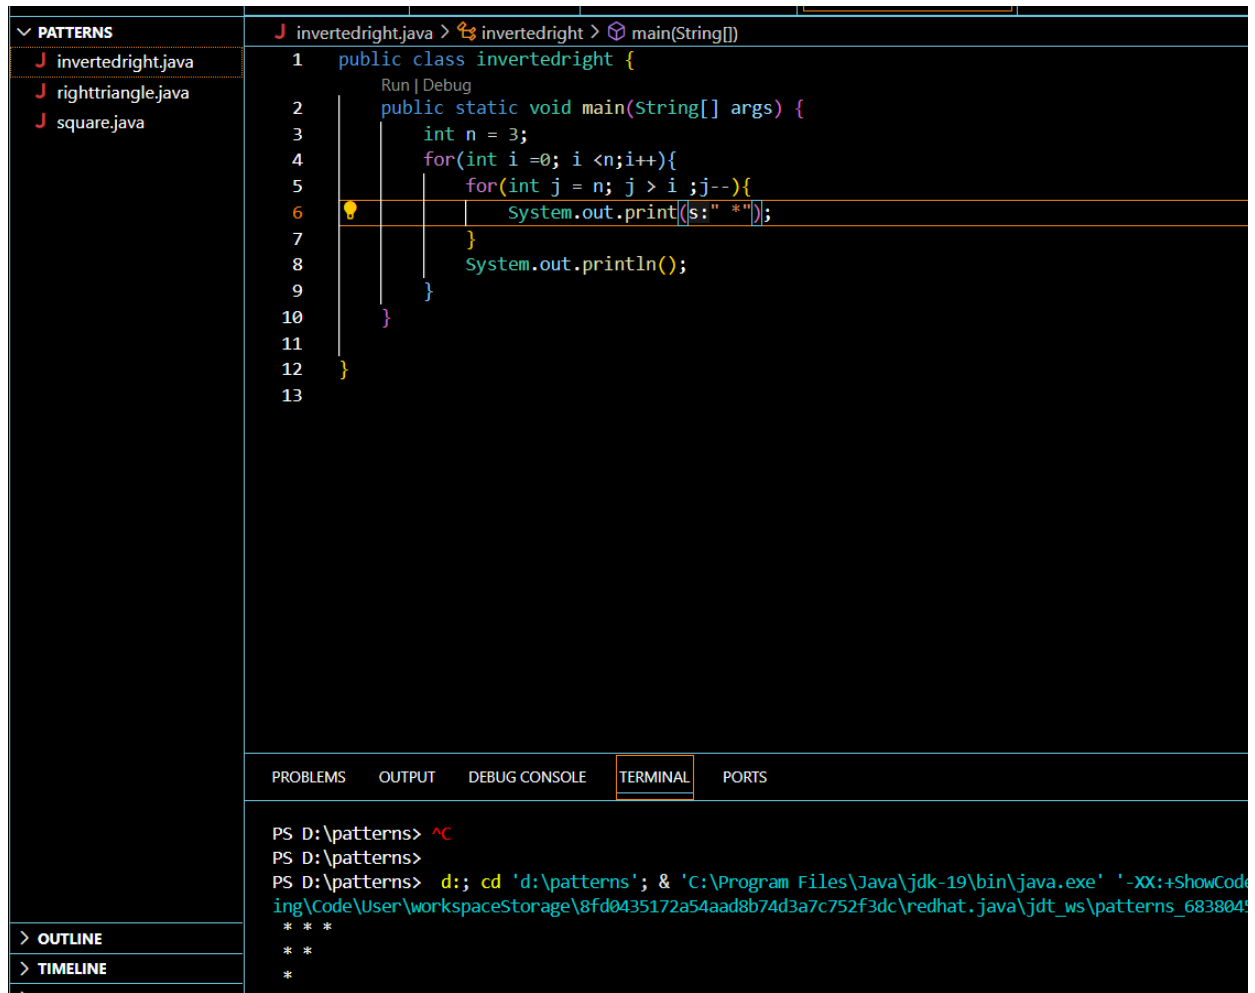 PATTERNS
invertedright.java
righttriangle.java
square.java
OUTLINE
TIMELINE
invertedright.java > invertedright > main(String[])
1 public class invertedright {
Run | Debug
2 public static void main(String[] args) {
3 int n = 3;
4 for(int i =0; i <n;i++){
5 for(int j = n; j > i ;j--){
6 System.out.print(s:" *");
7 }
8 System.out.println();
9 }
10 }
11
12 }
13
PROBLEMS OUTPUT DEBUG CONSOLE TERMINAL PORTS
PS D:\patterns> ^C
PS D:\patterns>
PS D:\patterns> d:; cd 'd:\patterns'; & 'C:\Program Files\Java\jdk-19\bin\java.exe' '-XX:+ShowCode
ing\Code\User\workspaceStorage\8fd0435172a54aad8b74d3a7c752f3dc\redhat.java\jdt_ws\patterns_6838045
* * *
* *
*